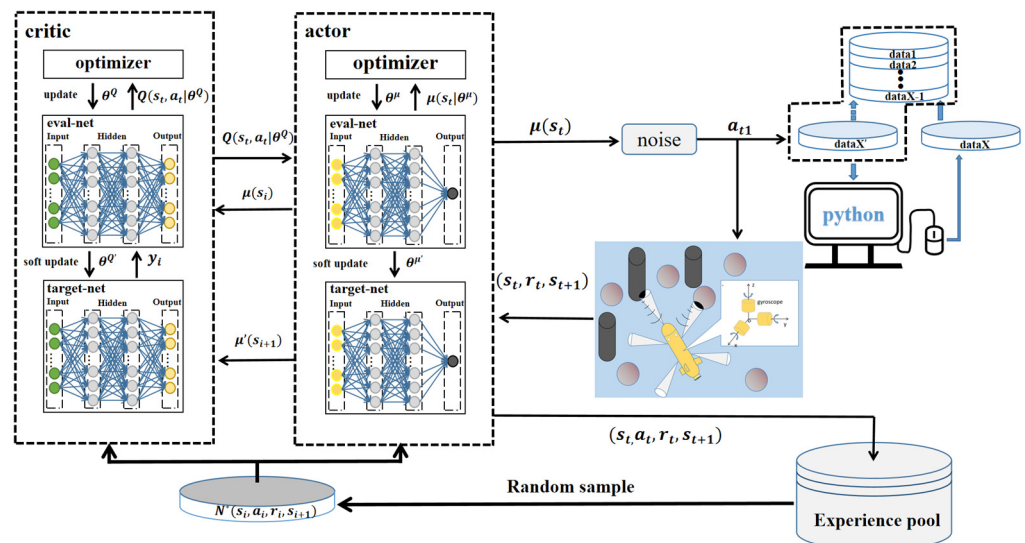 critic
optimizer
update
θ^Q
Q(s_t, a_t|θ^Q)
eval-net
Input
Hidden
Output
soft update
θ^Q'
y_i
target-net
Input
Hidden
Output
Q(s_t, a_t|θ^Q)
μ(s_i)
μ'(s_{i+1})
actor
optimizer
update
θ^μ
μ(s_t|θ^μ)
eval-net
Input
Hidden
Output
soft update
θ^μ'
target-net
Input
Hidden
Output
μ(s_t)
noise
a_{t1}
data1
data2
dataX-1
dataX'
dataX
python
(s_t, r_t, s_{t+1})
gyroscope
z
Y
(s_t, a_t, r_t, s_{t+1})
Experience pool
Random sample
N*(s_i, a_i, r_i, s_{i+1})